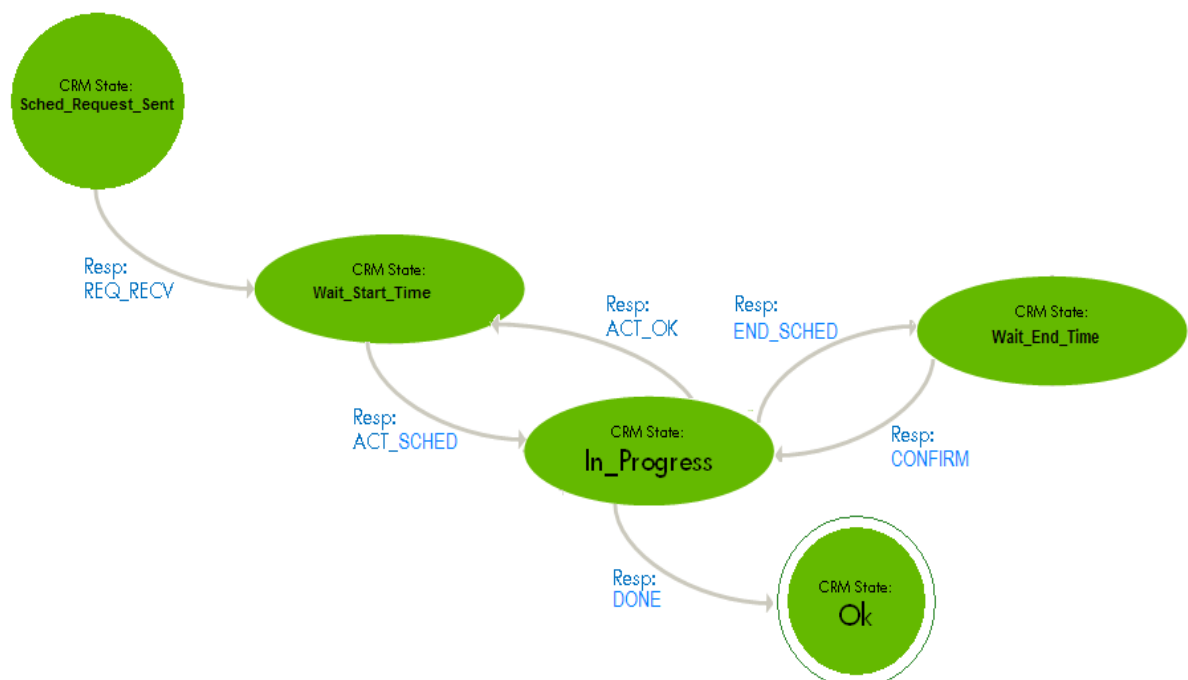 CRM State:
Sched_Request_Sent
Resp:
REQ_RECV
CRM State:
Wait_Start_Time
Resp:
ACT_OK
Resp:
END_SCHED
CRM State:
Wait_End_Time
Resp:
ACT_SCHED
CRM State:
In_Progress
Resp:
CONFIRM
Resp:
DONE
CRM State:
Ok